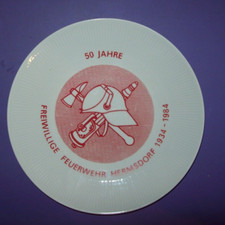 50 JAHRE
FREIWILLIGE FEUERWEHR HERMSDORF 1934-1984